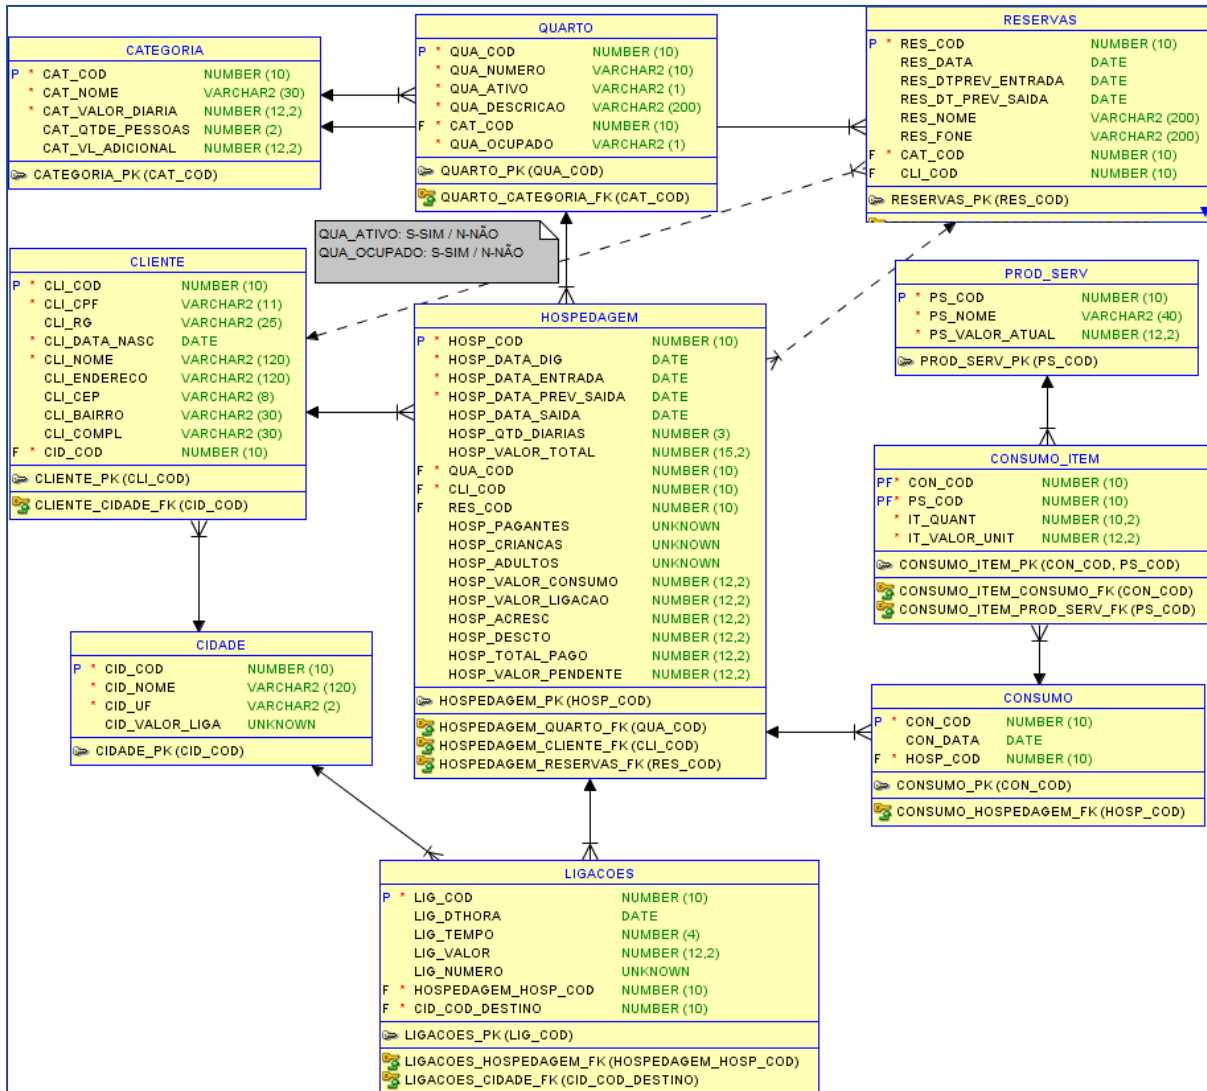 CATEGORIA
P * CAT_COD NUMBER (10)
* CAT_NOME VARCHAR2 (30)
* CAT_VALOR_DIARIA NUMBER (12,2)
CAT_QTDE_PESSOAS NUMBER (2)
CAT_VL_ADICIONAL NUMBER (12,2)
CATEGORIA_PK (CAT_COD)
QUARTO
P * QUA_COD NUMBER (10)
* QUA_NUMERO VARCHAR2 (10)
* QUA_ATIVO VARCHAR2 (1)
* QUA_DESCRICAO VARCHAR2 (200)
F * CAT_COD NUMBER (10)
* QUA_OCUPADO VARCHAR2 (1)
QUARTO_PK (QUA_COD)
QUARTO_CATEGORIA_FK (CAT_COD)
RESERVAS
P * RES_COD NUMBER (10)
RES_DATA DATE
RES_DTPREV_ENTRADA DATE
RES_DT_PREV_SAIDA DATE
RES_NOME VARCHAR2 (200)
RES_FONE VARCHAR2 (200)
F * CAT_COD NUMBER (10)
F CLI_COD NUMBER (10)
RESERVAS_PK (RES_COD)
QUA_ATIVO: S-SIM / N-NÃO
QUA_OCUPADO: S-SIM / N-NÃO
CLIENTE
P * CLI_COD NUMBER (10)
* CLI_CPF VARCHAR2 (11)
CLI_RG VARCHAR2 (25)
* CLI_DATA_NASC DATE
* CLI_NOME VARCHAR2 (120)
CLI_ENDERECO VARCHAR2 (120)
CLI_CEP VARCHAR2 (8)
CLI_BAIRRO VARCHAR2 (30)
CLI_COMPL VARCHAR2 (30)
F * CID_COD NUMBER (10)
CLIENTE_PK (CLI_COD)
CLIENTE_CIDADE_FK (CID_COD)
HOSPEDAGEM
P * HOSP_COD NUMBER (10)
* HOSP_DATA_DIG DATE
* HOSP_DATA_ENTRADA DATE
* HOSP_DATA_PREV_SAIDA DATE
HOSP_DATA_SAIDA DATE
HOSP_QTD_DIARIAS NUMBER (3)
HOSP_VALOR_TOTAL NUMBER (15,2)
F * QUA_COD NUMBER (10)
F * CLI_COD NUMBER (10)
F RES_COD NUMBER (10)
HOSP_PAGANTES UNKNOWN
HOSP_CRIANCAS UNKNOWN
HOSP_ADULTOS UNKNOWN
HOSP_VALOR_CONSUMO NUMBER (12,2)
HOSP_VALOR_LIGACAO NUMBER (12,2)
HOSP_ACRESC NUMBER (12,2)
HOSP_DESCTO NUMBER (12,2)
HOSP_TOTAL_PAGO NUMBER (12,2)
HOSP_VALOR_PENDENTE NUMBER (12,2)
HOSPEDAGEM_PK (HOSP_COD)
HOSPEDAGEM_QUARTO_FK (QUA_COD)
HOSPEDAGEM_CLIENTE_FK (CLI_COD)
HOSPEDAGEM_RESERVAS_FK (RES_COD)
PROD_SERV
P * PS_COD NUMBER (10)
* PS_NOME VARCHAR2 (40)
* PS_VALOR_ATUAL NUMBER (12,2)
PROD_SERV_PK (PS_COD)
CONSUMO_ITEM
PF* CON_COD NUMBER (10)
PF* PS_COD NUMBER (10)
* IT_QUANT NUMBER (10,2)
* IT_VALOR_UNIT NUMBER (12,2)
CONSUMO_ITEM_PK (CON_COD, PS_COD)
CONSUMO_ITEM_CONSUMO_FK (CON_COD)
CONSUMO_ITEM_PROD_SERV_FK (PS_COD)
CIDADE
P * CID_COD NUMBER (10)
* CID_NOME VARCHAR2 (120)
* CID_UF VARCHAR2 (2)
CID_VALOR_LIGA UNKNOWN
CIDADE_PK (CID_COD)
CONSUMO
P * CON_COD NUMBER (10)
CON_DATA DATE
F * HOSP_COD NUMBER (10)
CONSUMO_PK (CON_COD)
CONSUMO_HOSPEDAGEM_FK (HOSP_COD)
LIGACOES
P * LIG_COD NUMBER (10)
LIG_DTHORA DATE
LIG_TEMPO NUMBER (4)
LIG_VALOR NUMBER (12,2)
LIG_NUMERO UNKNOWN
F * HOSPEDAGEM_HOSP_COD NUMBER (10)
F * CID_COD_DESTINO NUMBER (10)
LIGACOES_PK (LIG_COD)
LIGACOES_HOSPEDAGEM_FK (HOSPEDAGEM_HOSP_COD)
LIGACOES_CIDADE_FK (CID_COD_DESTINO)